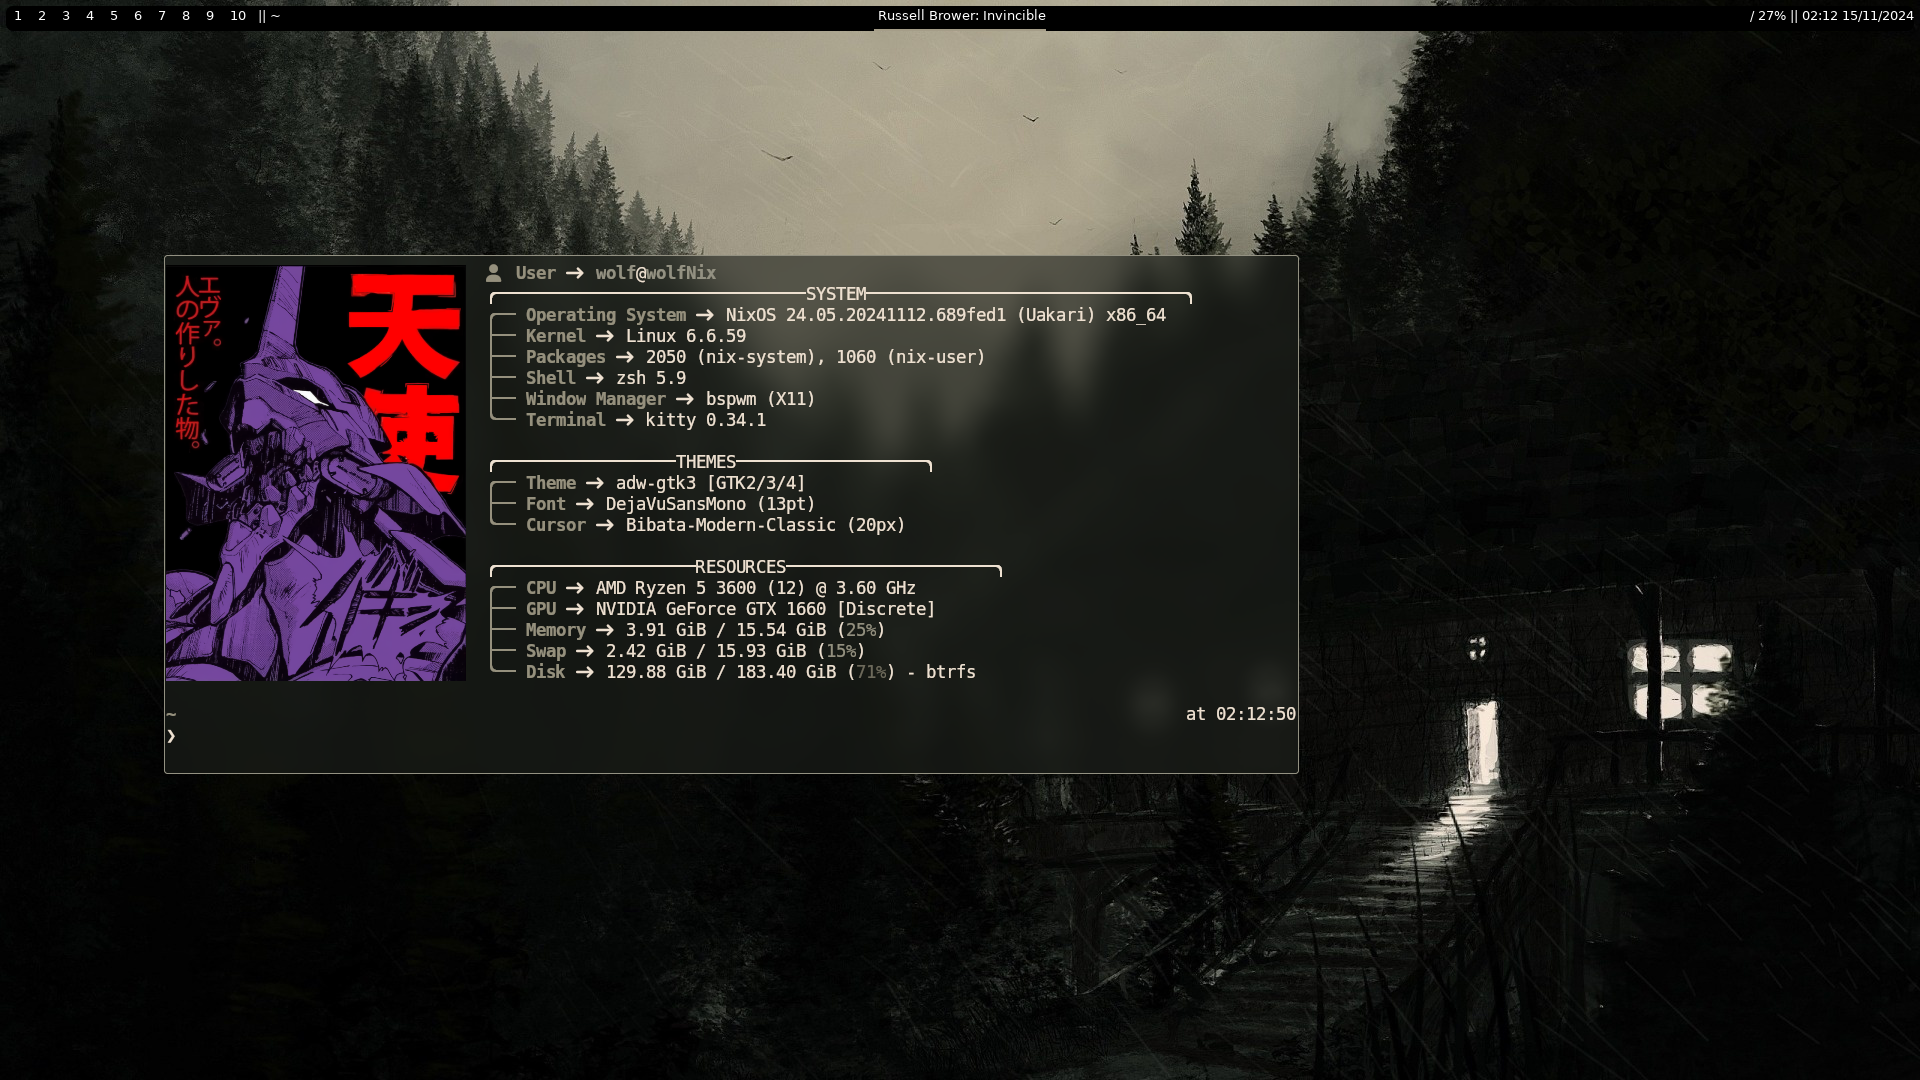 1 2 3 4 5 6 7 8 9 10 || ~
Russell Brower: Invincible
/ 27% || 02:12 15/11/2024
エヴァ。
人の作りした物。
天使
User → wolf@wolfNix
SYSTEM
Operating System → NixOS 24.05.20241112.689fed1 (Uakari) x86_64
Kernel → Linux 6.6.59
Packages → 2050 (nix-system), 1060 (nix-user)
Shell → zsh 5.9
Window Manager → bspwm (X11)
Terminal → kitty 0.34.1
THEMES
Theme → adw-gtk3 [GTK2/3/4]
Font → DejaVuSansMono (13pt)
Cursor → Bibata-Modern-Classic (20px)
RESOURCES
CPU → AMD Ryzen 5 3600 (12) @ 3.60 GHz
GPU → NVIDIA GeForce GTX 1660 [Discrete]
Memory → 3.91 GiB / 15.54 GiB (25%)
Swap → 2.42 GiB / 15.93 GiB (15%)
Disk → 129.88 GiB / 183.40 GiB (71%) - btrfs
~ at 02:12:50
❯